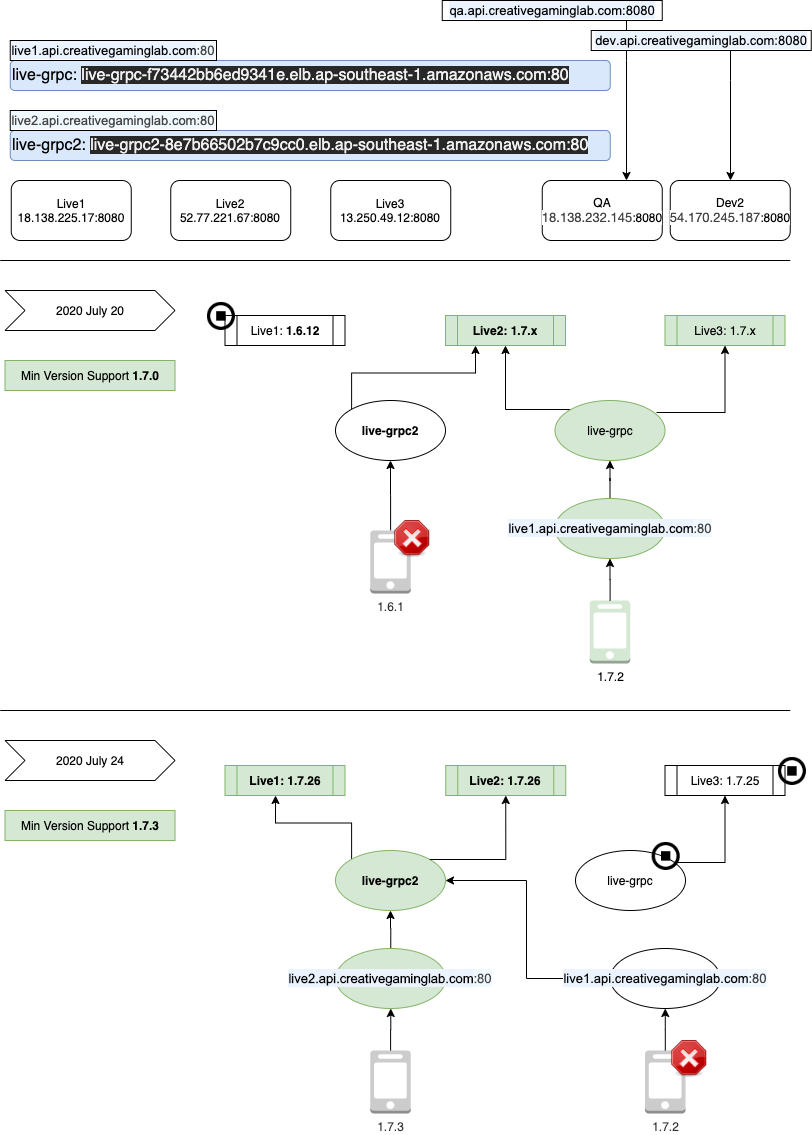 qa.api.creativegaminglab.com:8080
dev.api.creativegaminglab.com:8080
live1.api.creativegaminglab.com:80
live-grpc: live-grpc-f73442bb6ed9341e.elb.ap-southeast-1.amazonaws.com:80
live2.api.creativegaminglab.com:80
live-grpc2: live-grpc2-8e7b66502b7c9cc0.elb.ap-southeast-1.amazonaws.com:80
Live1
18.138.225.17:8080
Live2
52.77.221.67:8080
Live3
13.250.49.12:8080
QA
18.138.232.145:8080
Dev2
54.170.245.187:8080
2020 July 20
Live1: 1.6.12
Live2: 1.7.x
Live3: 1.7.x
Min Version Support 1.7.0
live-grpc2
live-grpc
live1.api.creativegaminglab.com:80
1.6.1
1.7.2
2020 July 24
Live1: 1.7.26
Live2: 1.7.26
Live3: 1.7.25
Min Version Support 1.7.3
live-grpc2
live-grpc
live2.api.creativegaminglab.com:80
live1.api.creativegaminglab.com:80
1.7.3
1.7.2